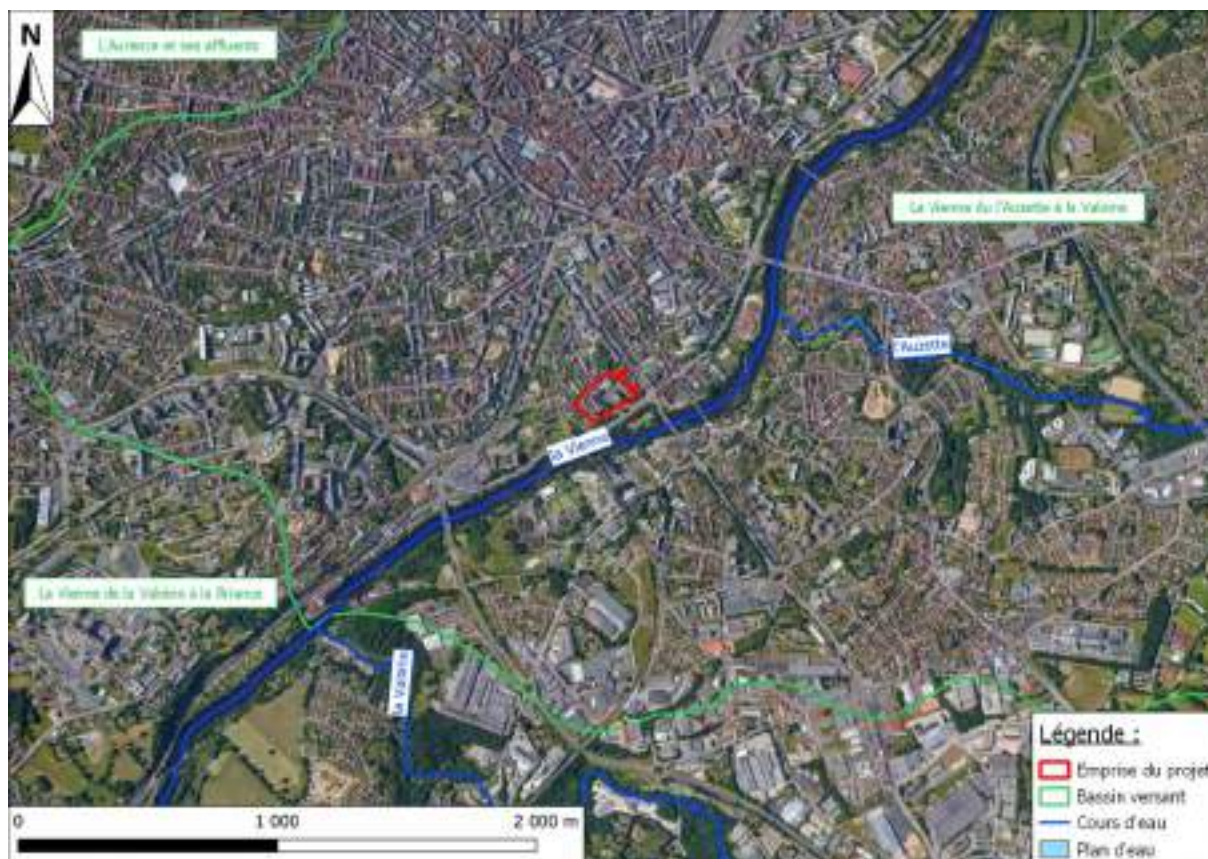 N
L'Aurence et ses affluents
La Vienne du l'Auzette à la Valoine
l'Auzette
la Vienne
La Vienne de la Valoine à la Briance
la Valoine
Légende :
Emprise du projet
Bassin versant
Cours d'eau
Plan d'eau
0 1 000 2 000 m